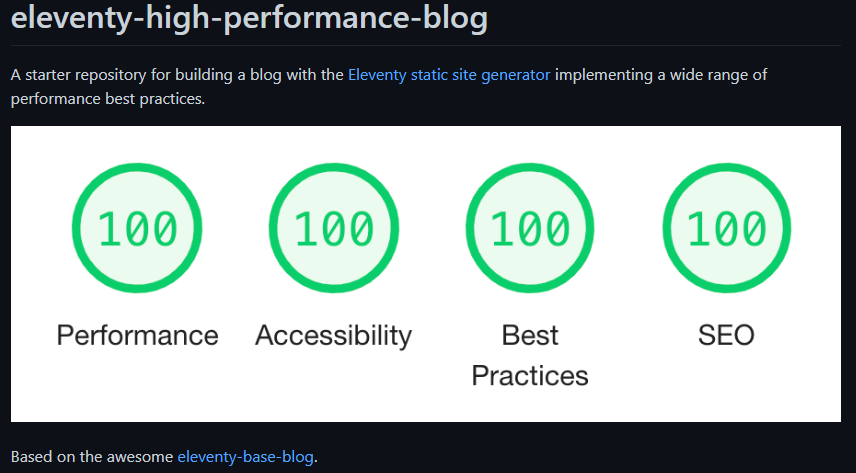 eleventy-high-performance-blog
A starter repository for building a blog with the Eleventy static site generator implementing a wide range of
performance best practices.
100 100 100 100
Performance Accessibility Best SEO
Practices
Based on the awesome eleventy-base-blog.